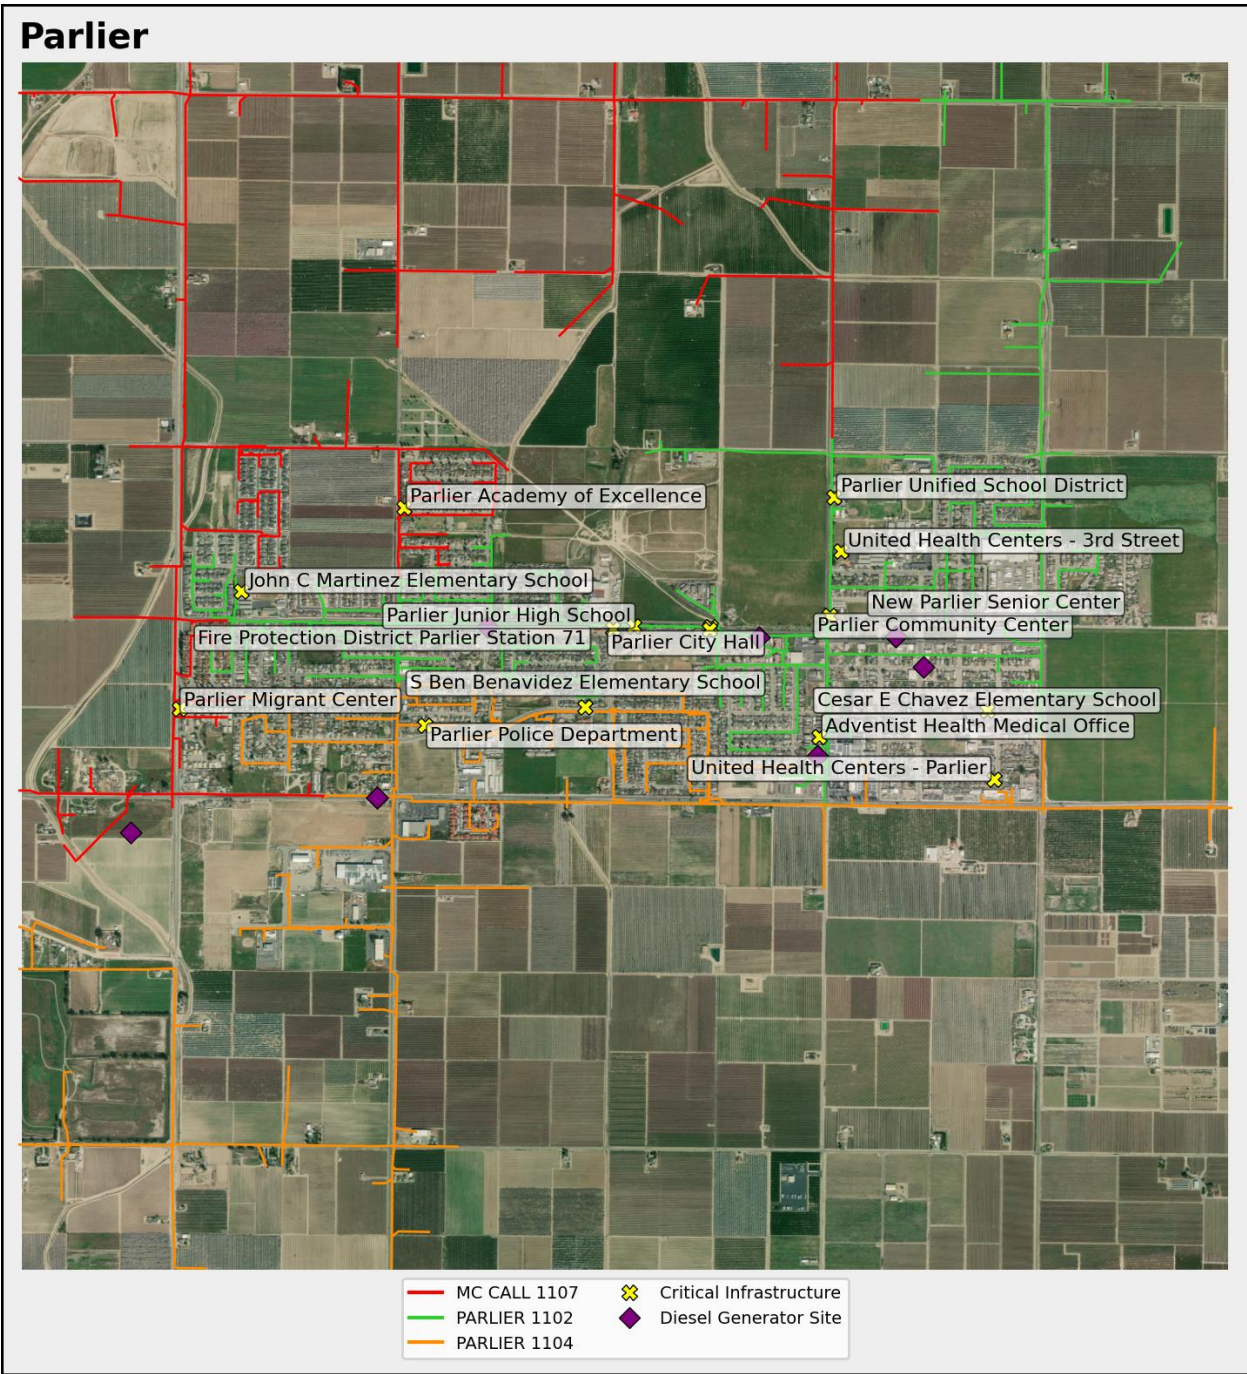 Parlier
Parlier Academy of Excellence
Parlier Unified School District
United Health Centers - 3rd Street
John C Martinez Elementary School
New Parlier Senior Center
Parlier Junior High School
Parlier Community Center
Fire Protection District Parlier Station 71
Parlier City Hall
S Ben Benavidez Elementary School
Parlier Migrant Center
Cesar E Chavez Elementary School
Adventist Health Medical Office
Parlier Police Department
United Health Centers - Parlier
MC CALL 1107
PARLIER 1102
PARLIER 1104
Critical Infrastructure
Diesel Generator Site